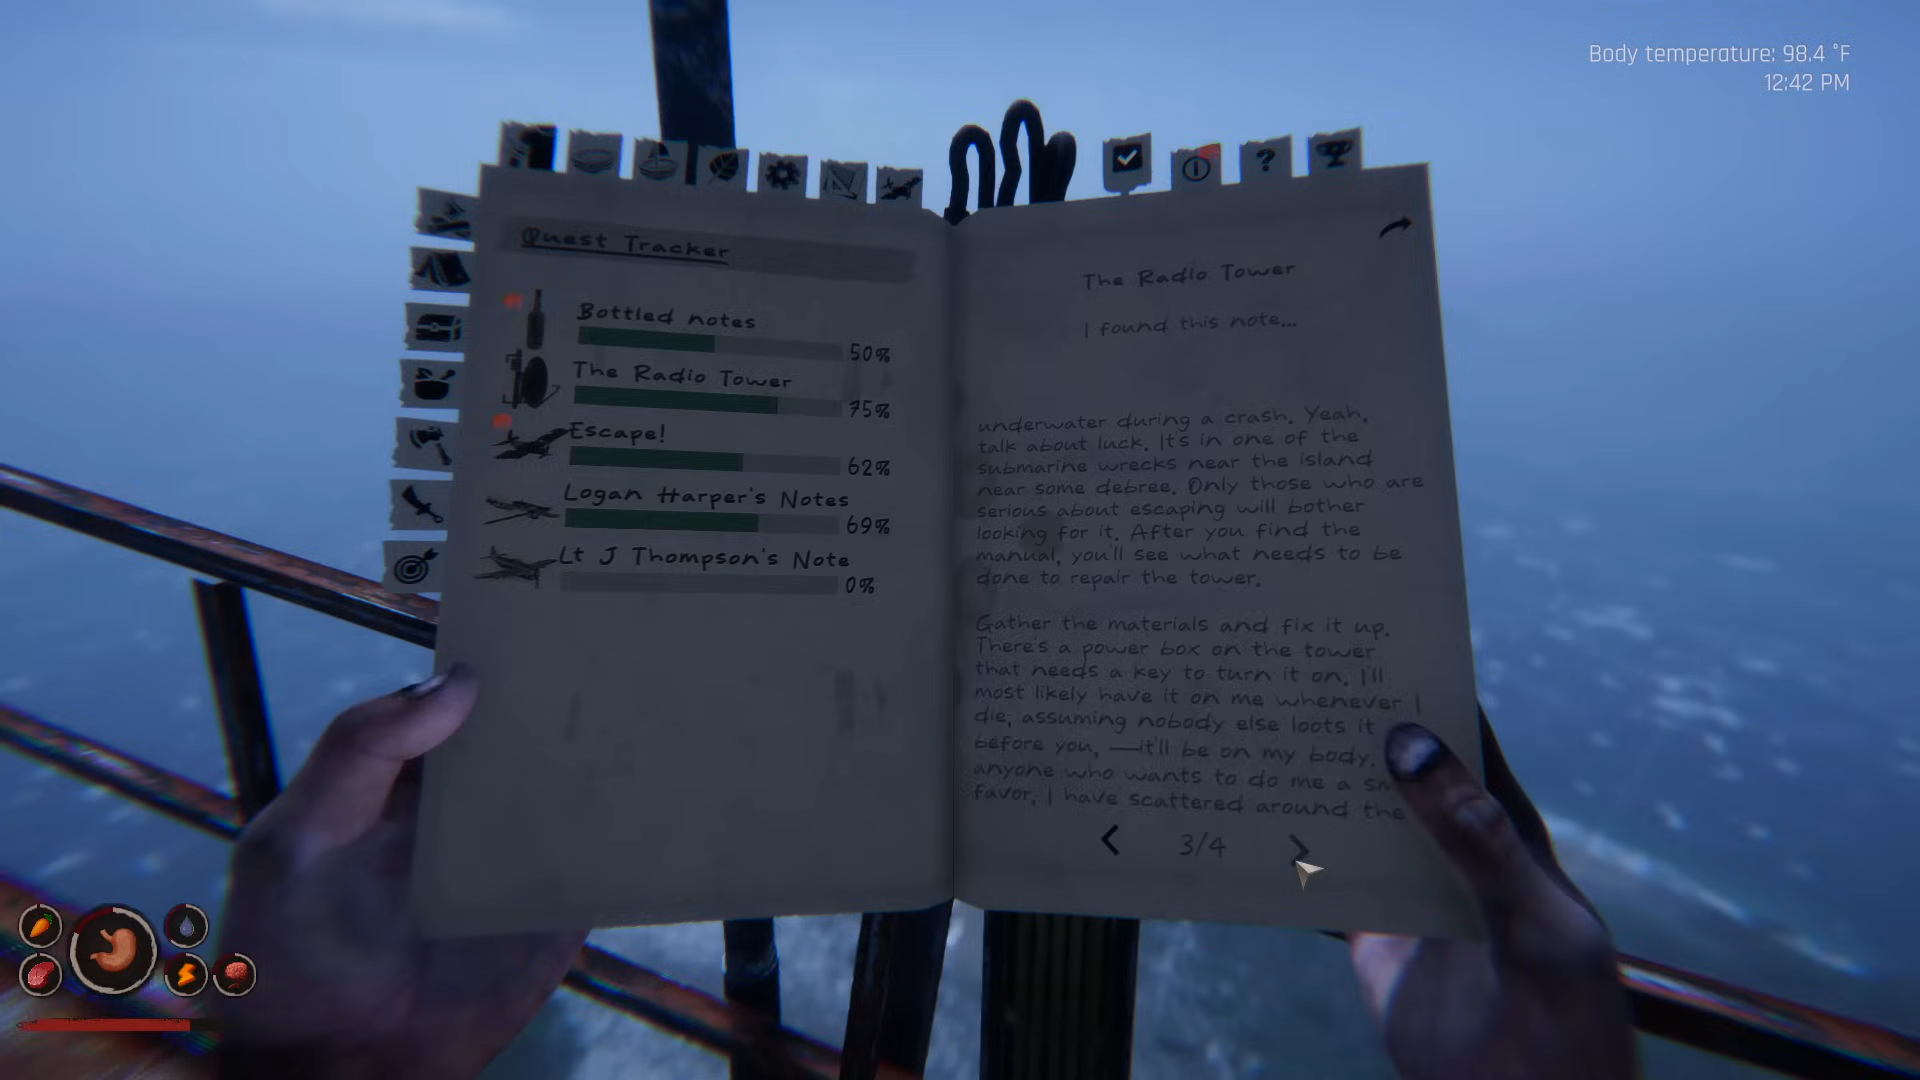 Body temperature: 98.4 °F
12:42 PM
Quest Tracker
Bottled notes
50%
The Radio Tower
75%
Escape!
62%
Logan Harper's Notes
69%
Lt J Thompson's Note
0%
The Radio Tower
I found this note...
underwater during a crash. Yeah,
talk about luck. It's in one of the
submarine wrecks near the island
near some debree. Only those who are
serious about escaping will bother
looking for it. After you find the
manual, you'll see what needs to be
done to repair the tower.
Gather the materials and fix it up.
There's a power box on the tower
that needs a key to turn it on. I'll
most likely have it on me whenever I
die, assuming nobody else loots it
before you, —it'll be on my body.
anyone who wants to do me a
favor, I have scattered around the
3/4